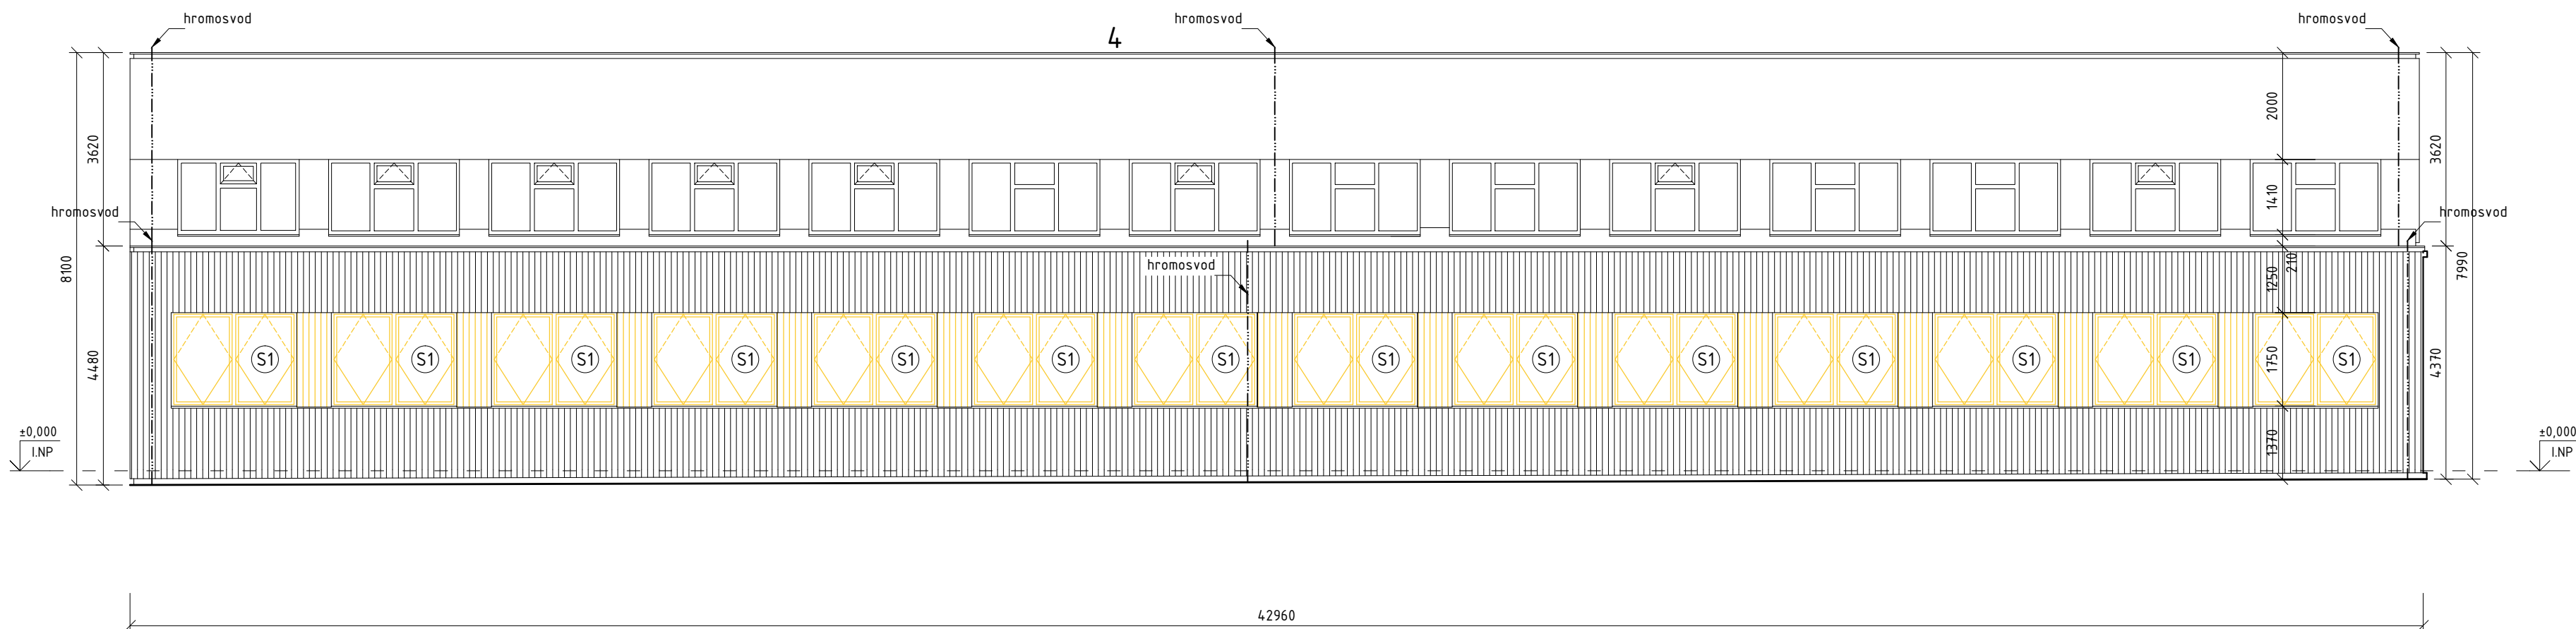 hromosvod
hromosvod
hromosvod
4
3620
8100
4480
2000
1410
210
1250
1750
1370
3620
7990
4370
hromosvod
hromosvod
hromosvod
S1
S1
S1
S1
S1
S1
S1
S1
S1
S1
S1
S1
S1
S1
±0,000
I.NP
±0,000
I.NP
42960